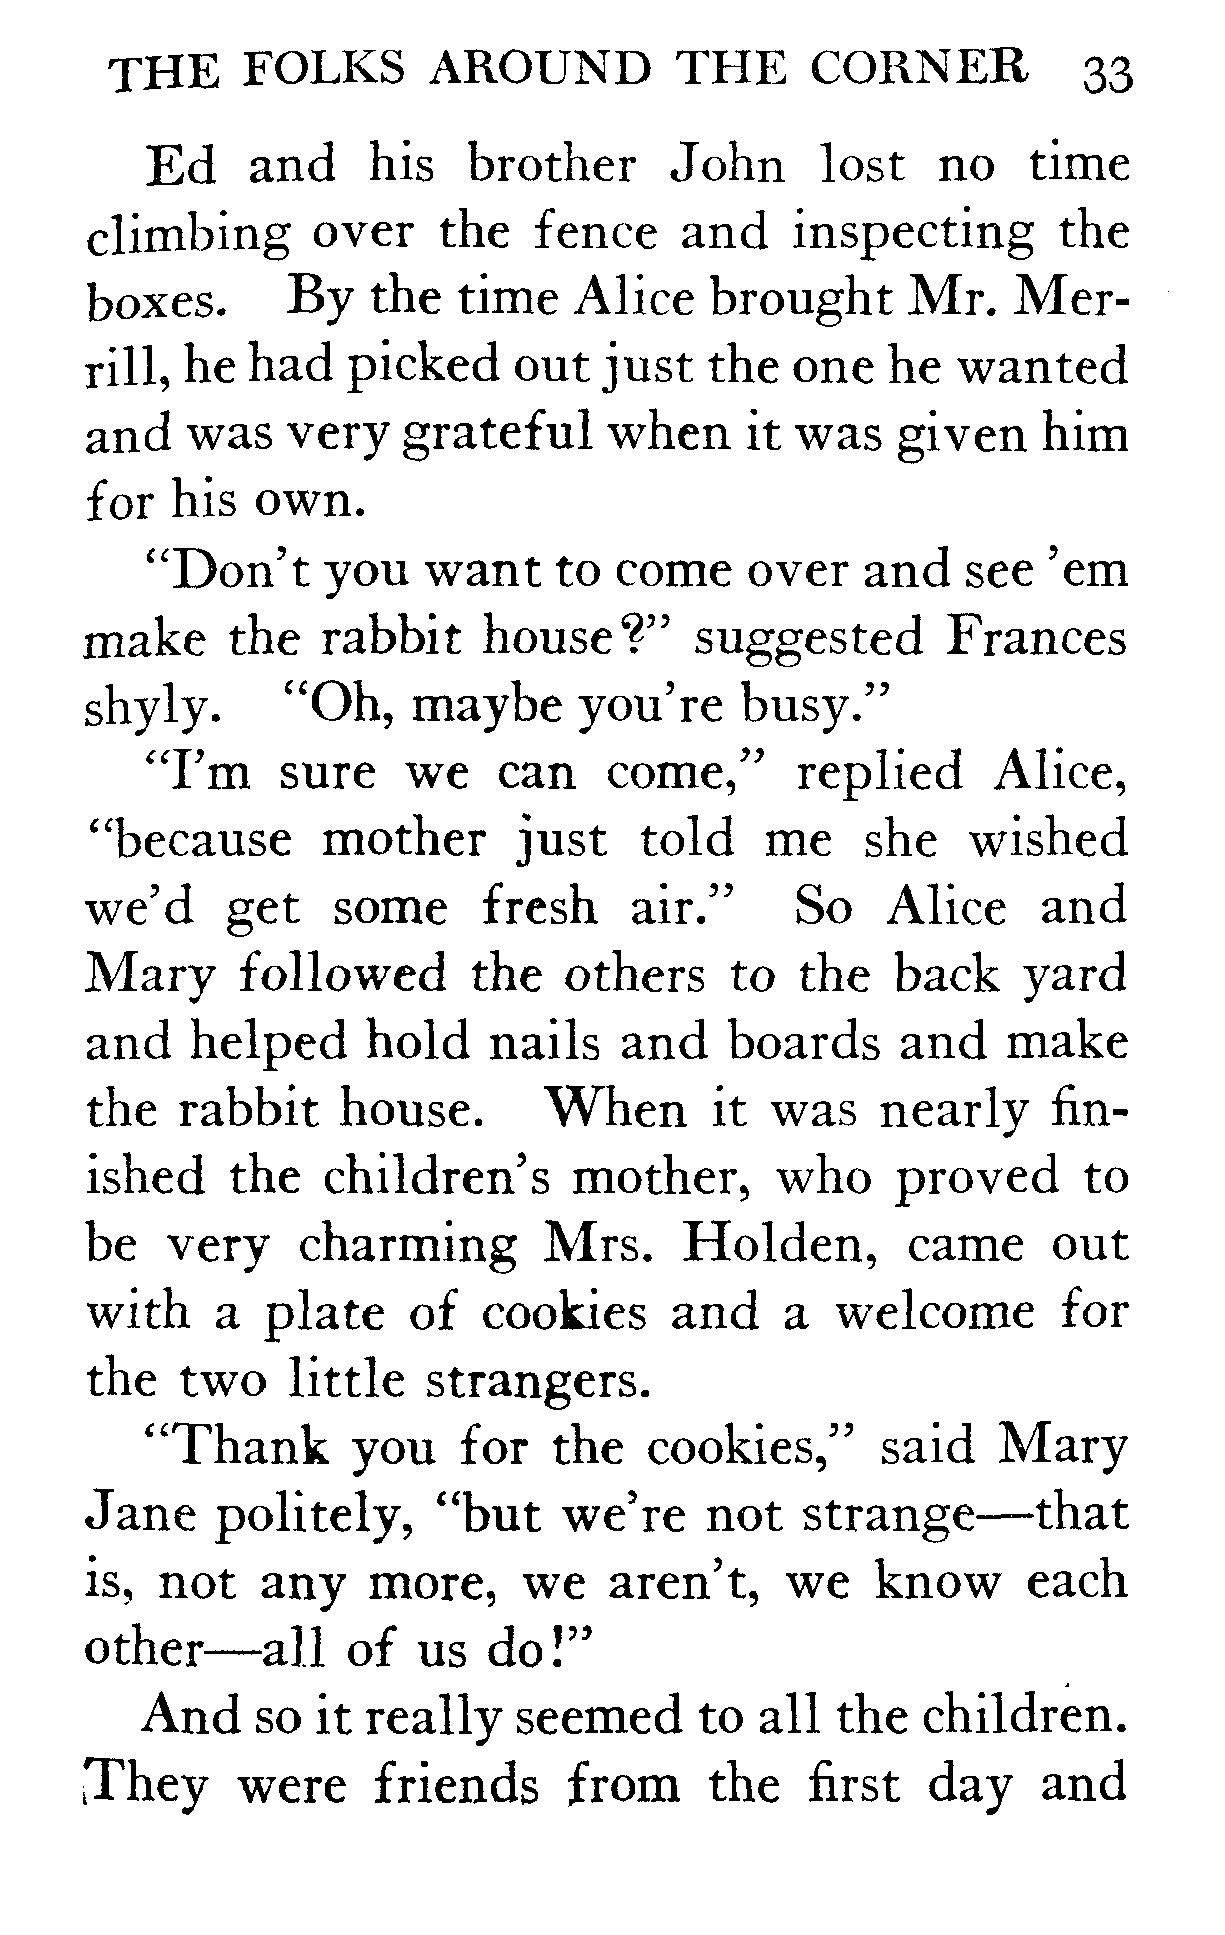 THE FOLKS AROUND THE CORNER 33
Ed and his brother John lost no time
climbing over the fence and inspecting the
boxes. By the time Alice brought Mr. Mer-
rill, he had picked out just the one he wanted
and was very grateful when it was given him
for his own.
“Don’t you want to come over and see ’em
make the rabbit house?” suggested Frances
shyly. “Oh, maybe you’re busy.”
“I’m sure we can come,” replied Alice,
“because mother just told me she wished
we’d get some fresh air.” So Alice and
Mary followed the others to the back yard
and helped hold nails and boards and make
the rabbit house. When it was nearly fin-
ished the children’s mother, who proved to
be very charming Mrs. Holden, came out
with a plate of cookies and a welcome for
the two little strangers.
“Thank you for the cookies,” said Mary
Jane politely, “but we’re not strange—that
is, not any more, we aren’t, we know each
other—all of us do!”
And so it really seemed to all the children.
They were friends from the first day and